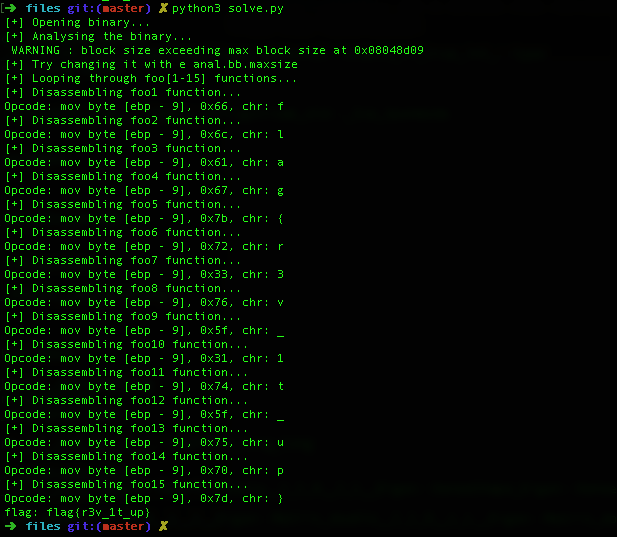 ➜ files git:(master) ✗ python3 solve.py
[+] Opening binary...
[+] Analysing the binary...
 WARNING : block size exceeding max block size at 0x08048d09
[+] Try changing it with e anal.bb.maxsize
[+] Looping through foo[1-15] functions...
[+] Disassembling foo1 function...
Opcode: mov byte [ebp - 9], 0x66, chr: f
[+] Disassembling foo2 function...
Opcode: mov byte [ebp - 9], 0x6c, chr: l
[+] Disassembling foo3 function...
Opcode: mov byte [ebp - 9], 0x61, chr: a
[+] Disassembling foo4 function...
Opcode: mov byte [ebp - 9], 0x67, chr: g
[+] Disassembling foo5 function...
Opcode: mov byte [ebp - 9], 0x7b, chr: {
[+] Disassembling foo6 function...
Opcode: mov byte [ebp - 9], 0x72, chr: r
[+] Disassembling foo7 function...
Opcode: mov byte [ebp - 9], 0x33, chr: 3
[+] Disassembling foo8 function...
Opcode: mov byte [ebp - 9], 0x76, chr: v
[+] Disassembling foo9 function...
Opcode: mov byte [ebp - 9], 0x5f, chr: _
[+] Disassembling foo10 function...
Opcode: mov byte [ebp - 9], 0x31, chr: 1
[+] Disassembling foo11 function...
Opcode: mov byte [ebp - 9], 0x74, chr: t
[+] Disassembling foo12 function...
Opcode: mov byte [ebp - 9], 0x5f, chr: _
[+] Disassembling foo13 function...
Opcode: mov byte [ebp - 9], 0x75, chr: u
[+] Disassembling foo14 function...
Opcode: mov byte [ebp - 9], 0x70, chr: p
[+] Disassembling foo15 function...
Opcode: mov byte [ebp - 9], 0x7d, chr: }
flag: flag{r3v_1t_up}
➜ files git:(master) ✗